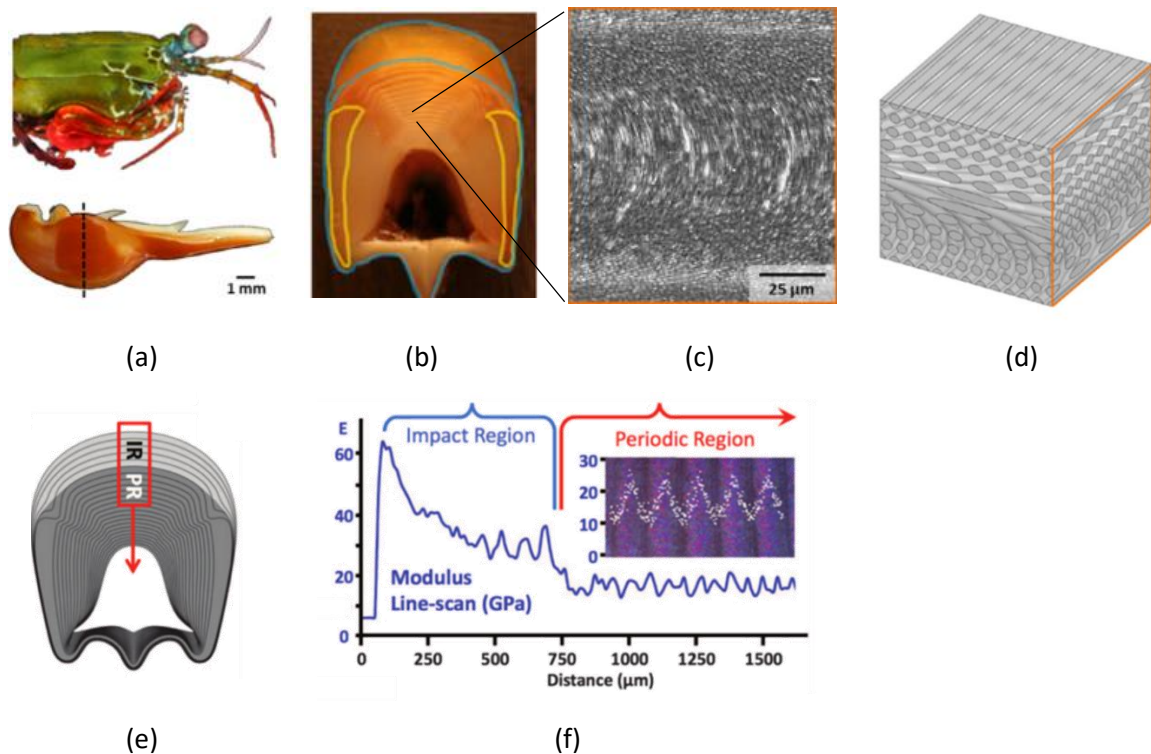 1 mm
25 µm
(a)
(b)
(c)
(d)
IR
PR
E
60
40
20
0
Impact Region
Periodic Region
30
20
10
0
Modulus
Line-scan (GPa)
0
250
500
750
1000
1250
1500
Distance (µm)
(e)
(f)